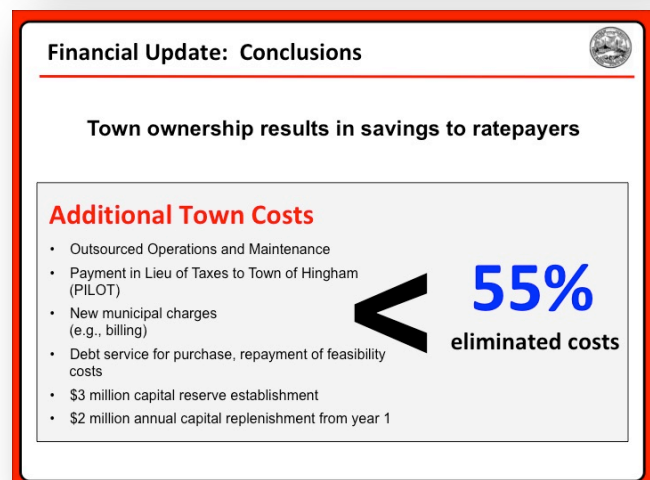 Financial Update: Conclusions
Town ownership results in savings to ratepayers
Additional Town Costs
• Outsourced Operations and Maintenance
• Payment in Lieu of Taxes to Town of Hingham
(PILOT)
• New municipal charges
(e.g., billing)
• Debt service for purchase, repayment of feasibility
costs
• $3 million capital reserve establishment
• $2 million annual capital replenishment from year 1
<
55%
eliminated costs